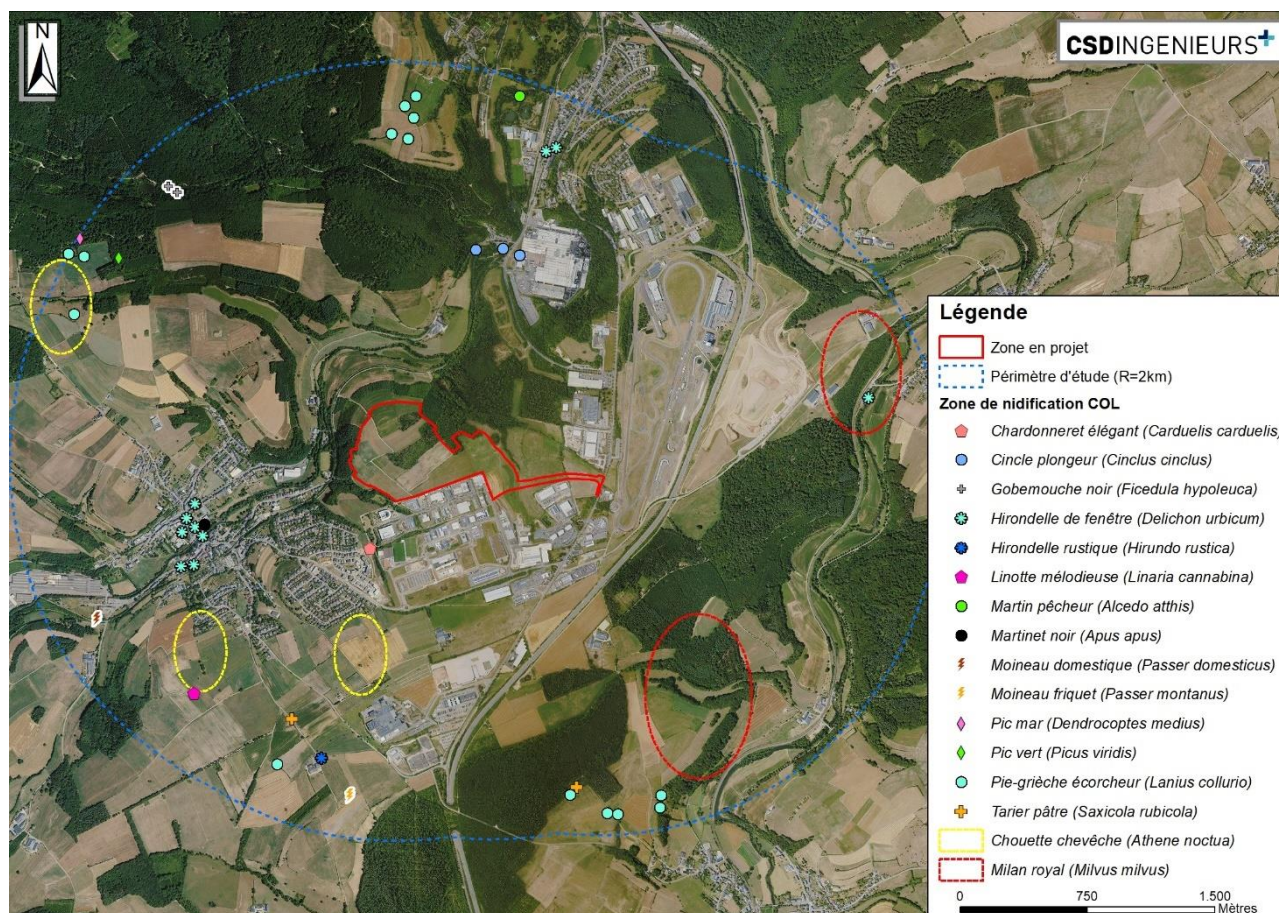 N
CSDINGENIEURS+
Légende
Zone en projet
Périmètre d'étude (R=2km)
Zone de nidification COL
Chardonneret élégant (Carduelis carduelis)
Cincle plongeur (Cinclus cinclus)
Gobemouche noir (Ficedula hypoleuca)
Hirondelle de fenêtre (Delichon urbicum)
Hirondelle rustique (Hirundo rustica)
Linotte mélodieuse (Linaria cannabina)
Martin pêcheur (Alcedo atthis)
Martinet noir (Apus apus)
Moineau domestique (Passer domesticus)
Moineau friquet (Passer montanus)
Pic mar (Dendrocoptes medius)
Pic vert (Picus viridis)
Pie-grièche écorcheur (Lanius collurio)
Tarier pâtre (Saxicola rubicola)
Chouette chevêche (Athene noctua)
Milan royal (Milvus milvus)
0 750 1.500
Mètres